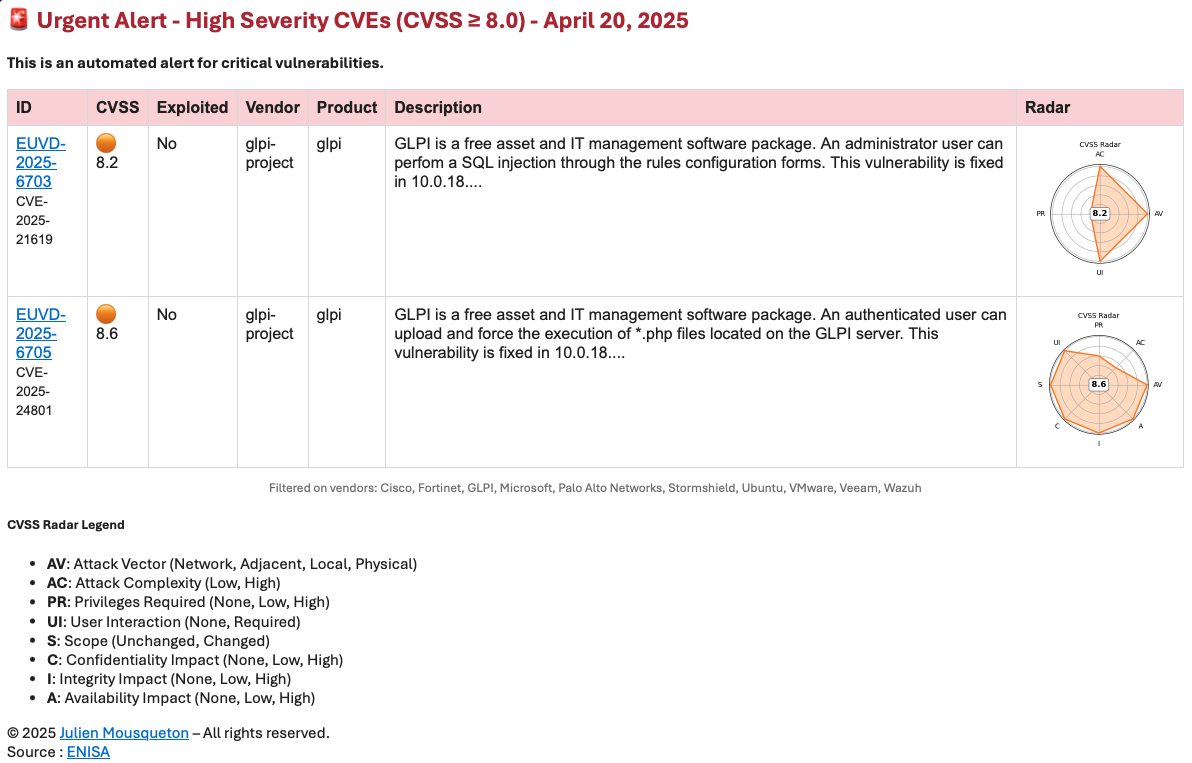 🚨 Urgent Alert - High Severity CVEs (CVSS ≥ 8.0) - April 20, 2025
This is an automated alert for critical vulnerabilities.
ID CVSS Exploited Vendor Product Description Radar
EUVD-
2025-
6703
CVE-
2025-
21619
8.2
No
glpi-
project
glpi
GLPI is a free asset and IT management software package. An administrator user can
perfom a SQL injection through the rules configuration forms. This vulnerability is fixed
in 10.0.18....
CVSS Radar
AC
PR
8.2
AV
UI
EUVD-
2025-
6705
CVE-
2025-
24801
8.6
No
glpi-
project
glpi
GLPI is a free asset and IT management software package. An authenticated user can
upload and force the execution of *.php files located on the GLPI server. This
vulnerability is fixed in 10.0.18....
CVSS Radar
PR
UI
AC
S
8.6
AV
C
A
I
Filtered on vendors: Cisco, Fortinet, GLPI, Microsoft, Palo Alto Networks, Stormshield, Ubuntu, VMware, Veeam, Wazuh
CVSS Radar Legend
• AV: Attack Vector (Network, Adjacent, Local, Physical)
• AC: Attack Complexity (Low, High)
• PR: Privileges Required (None, Low, High)
• UI: User Interaction (None, Required)
• S: Scope (Unchanged, Changed)
• C: Confidentiality Impact (None, Low, High)
• I: Integrity Impact (None, Low, High)
• A: Availability Impact (None, Low, High)
© 2025 Julien Mousqueton – All rights reserved.
Source : ENISA